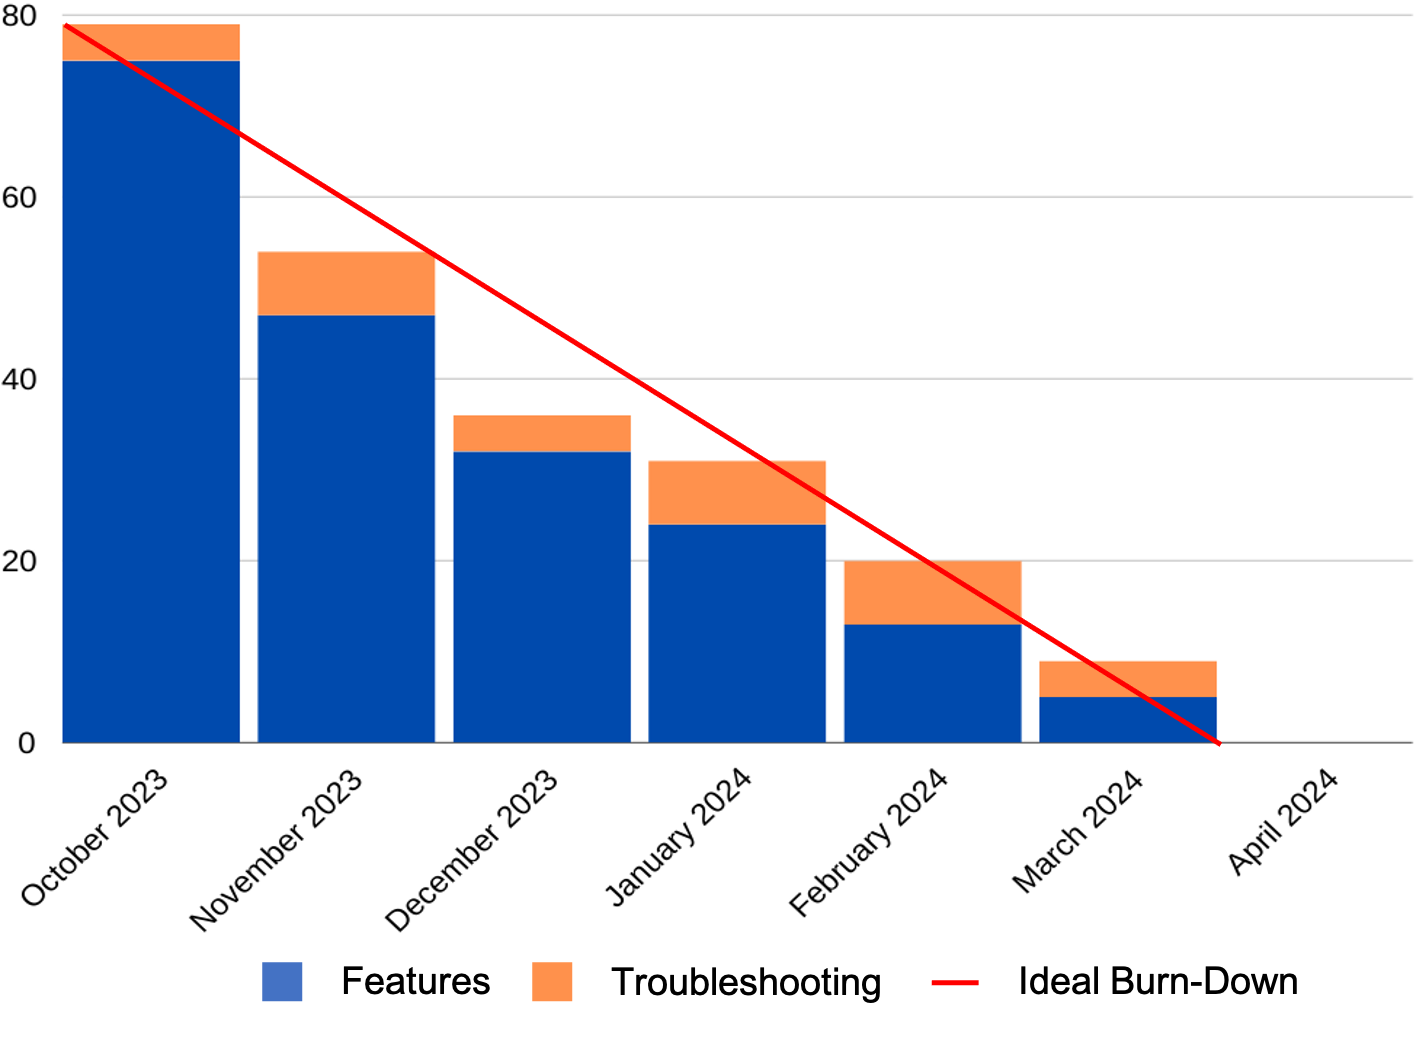 80
60
40
20
0
October 2023
November 2023
December 2023
January 2024
February 2024
March 2024
April 2024
Features
Troubleshooting
Ideal Burn-Down